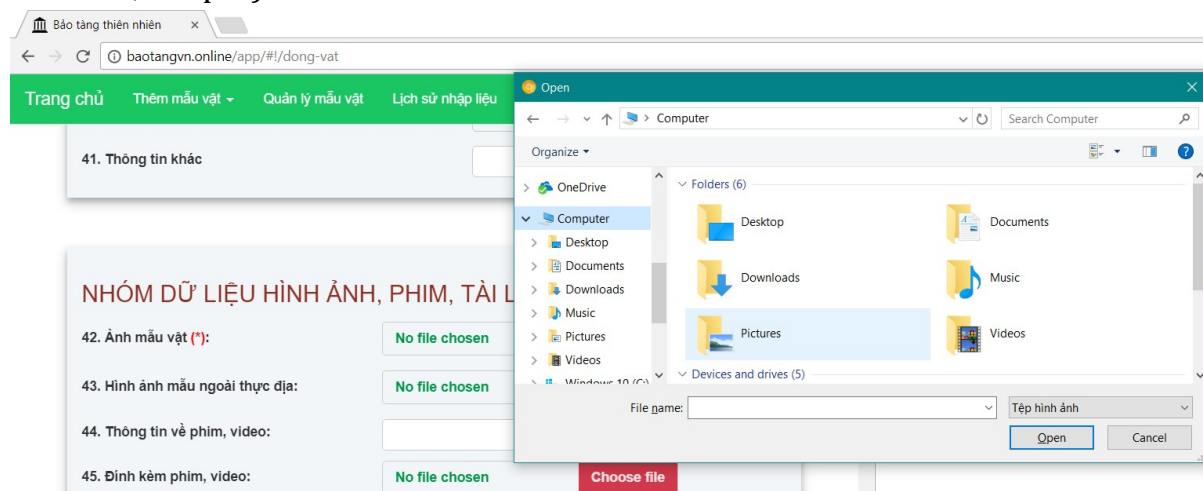 Bảo tàng thiên nhiên ×
baotangvn.online/app/#!/dong-vat
Trang chủ Thêm mẫu vật Quản lý mẫu vật Lịch sử nhập liệu
41. Thông tin khác
NHÓM DỮ LIỆU HÌNH ẢNH, PHIM, TÀI L
42. Ảnh mẫu vật (*): No file chosen
43. Hình ảnh mẫu ngoài thực địa: No file chosen
44. Thông tin về phim, video:
45. Đính kèm phim, video: No file chosen Choose file
Open
Computer Search Computer
Organize
OneDrive
Computer
Desktop
Documents
Downloads
Music
Pictures
Videos
Windows 10 (C:)
Folders (6)
Desktop Documents
Downloads Music
Pictures Videos
Devices and drives (5)
File name: Tệp hình ảnh
Open Cancel